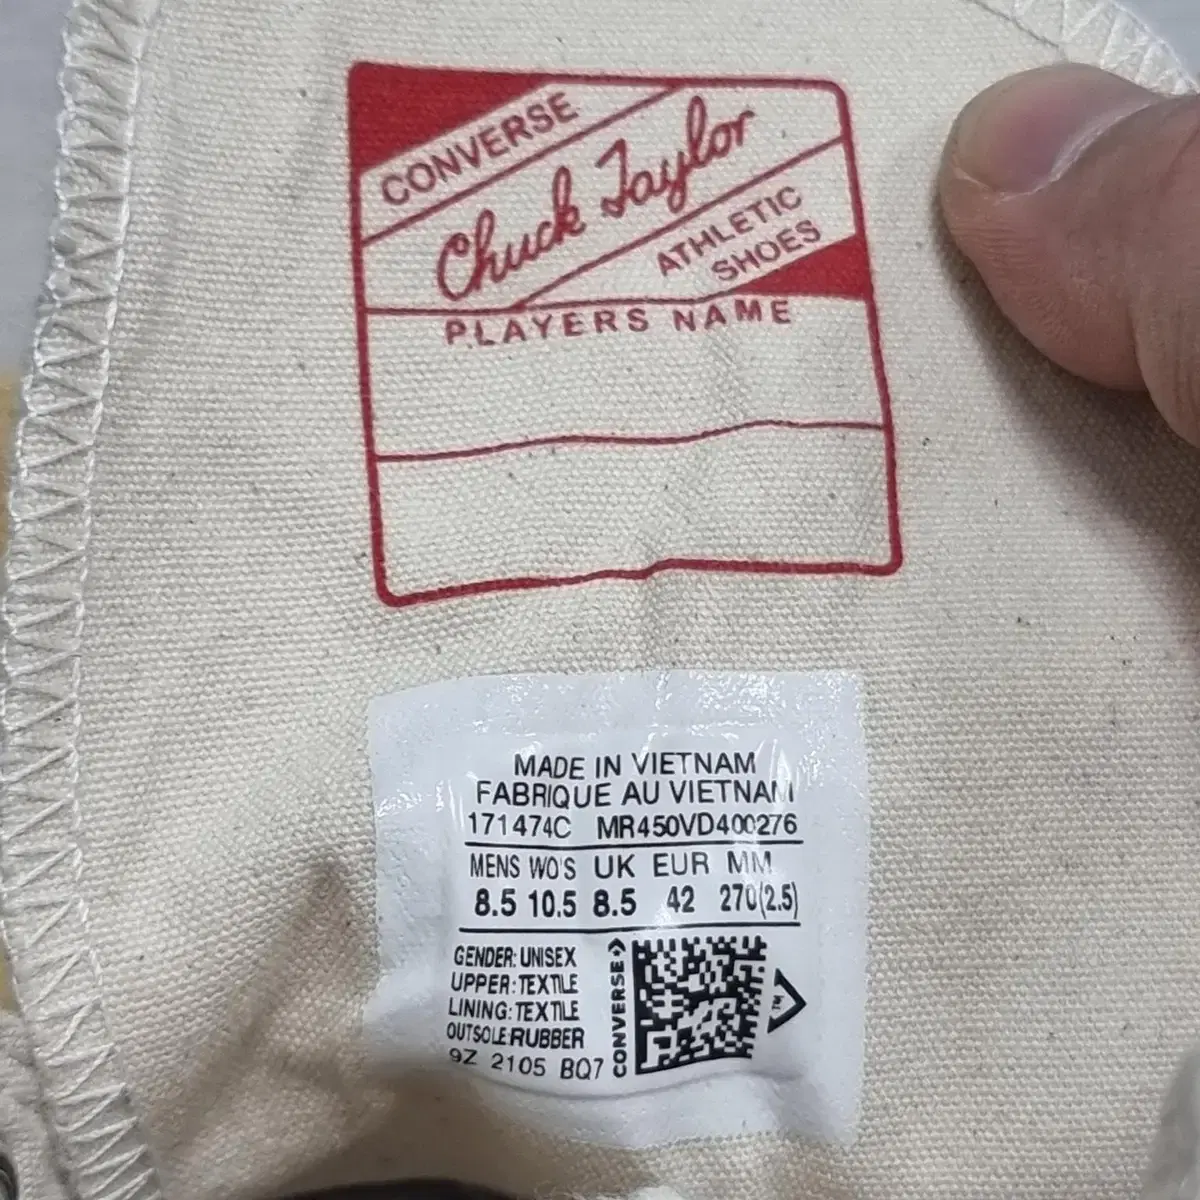 CONVERSE
Chuck Taylor
ATHLETIC
SHOES
PLAYERS NAME
MADE IN VIETNAM
FABRIQUE AU VIETNAM
171474C MR450VD400276
MENS WO'S UK EUR MM
8.5 10.5 8.5 42 270(2.5)
GENDER: UNISEX
UPPER: TEXTILE
LINING: TEXTILE
OUTSOLE: RUBBER
9Z 2105 BQ7
CONVERSE
TM